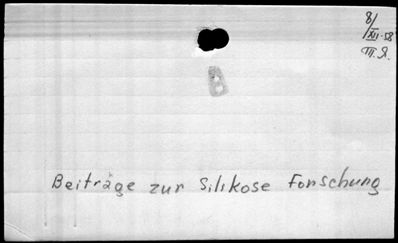 8/
/XII-58
Beiträge zur Silikose Forschung